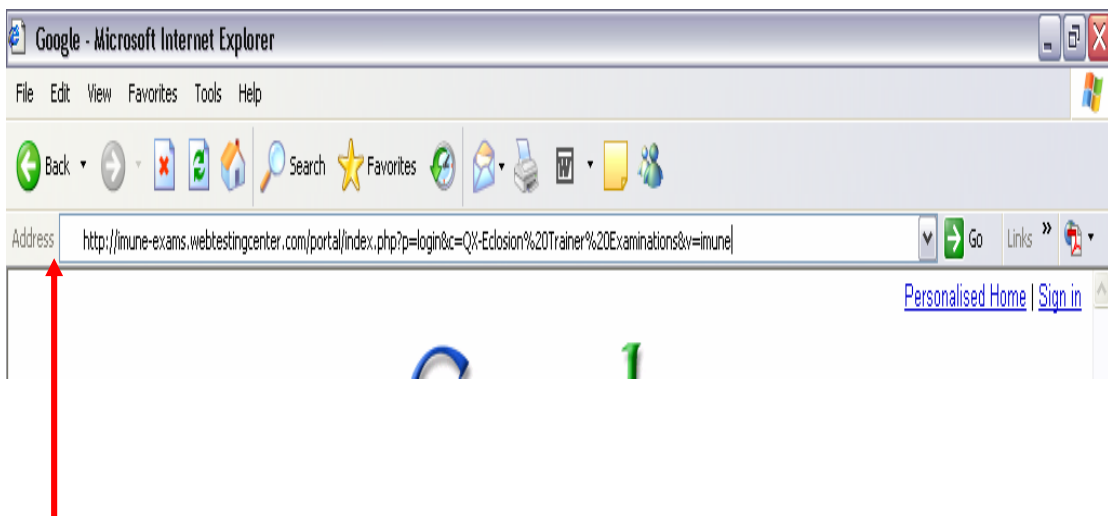 Google - Microsoft Internet Explorer
File Edit View Favorites Tools Help
Back Search Favorites
Address http://imune-exams.webtestingcenter.com/portal/index.php?p=login&c=QX-Eclosion%20Trainer%20Examinations&v=imune Go Links »
Personalised Home | Sign in